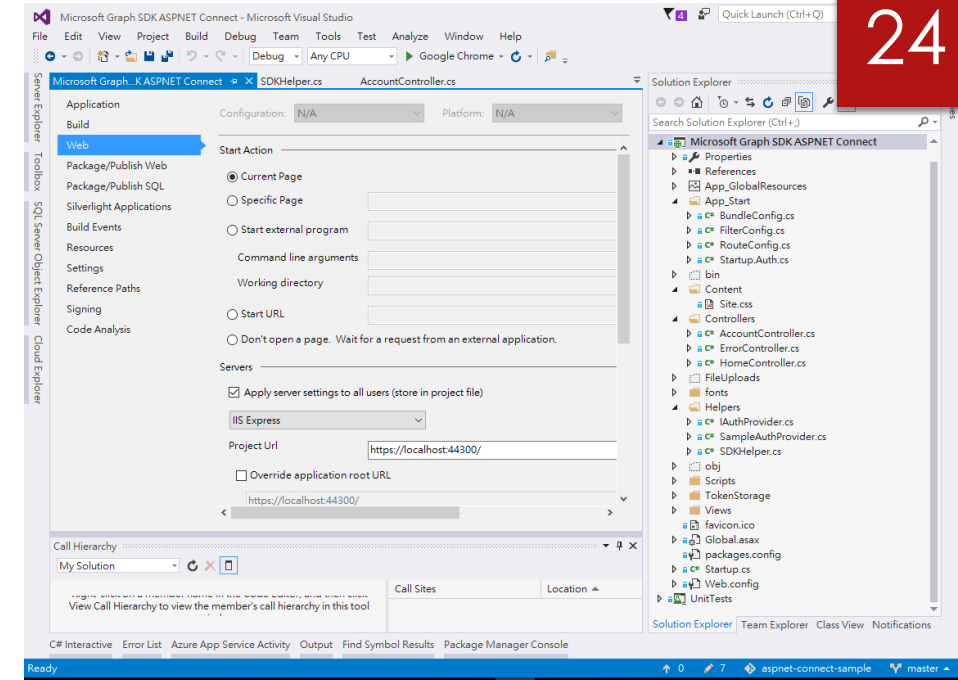 Microsoft Graph SDK ASPNET Connect - Microsoft Visual Studio
4
Quick Launch (Ctrl+Q)
24
File Edit View Project Build Debug Team Tools Test Analyze Window Help
Debug Any CPU Google Chrome
Server Explorer
Toolbox
SQL Server Object Explorer
Cloud Explorer
Microsoft Graph...K ASPNET Connect SDKHelper.cs AccountController.cs
Application
Build
Web
Package/Publish Web
Package/Publish SQL
Silverlight Applications
Build Events
Resources
Settings
Reference Paths
Signing
Code Analysis
Configuration: N/A Platform: N/A
Start Action
Current Page
Specific Page
Start external program
Command line arguments
Working directory
Start URL
Don't open a page. Wait for a request from an external application.
Servers
Apply server settings to all users (store in project file)
IIS Express
Project Url https://localhost:44300/
Override application root URL
https://localhost:44300/
Call Hierarchy
My Solution
View Call Hierarchy to view the member's call hierarchy in this tool
Call Sites Location
C# Interactive Error List Azure App Service Activity Output Find Symbol Results Package Manager Console
Solution Explorer
Search Solution Explorer (Ctrl+;)
Microsoft Graph SDK ASPNET Connect
Properties
References
App_GlobalResources
App_Start
C# BundleConfig.cs
C# FilterConfig.cs
C# RouteConfig.cs
C# Startup.Auth.cs
bin
Content
Site.css
Controllers
C# AccountController.cs
C# ErrorController.cs
C# HomeController.cs
FileUploads
fonts
Helpers
C# IAuthProvider.cs
C# SampleAuthProvider.cs
C# SDKHelper.cs
obj
Scripts
TokenStorage
Views
favicon.ico
Global.asax
packages.config
C# Startup.cs
Web.config
UnitTests
Solution Explorer Team Explorer Class View Notifications
Ready 0 7 aspnet-connect-sample master